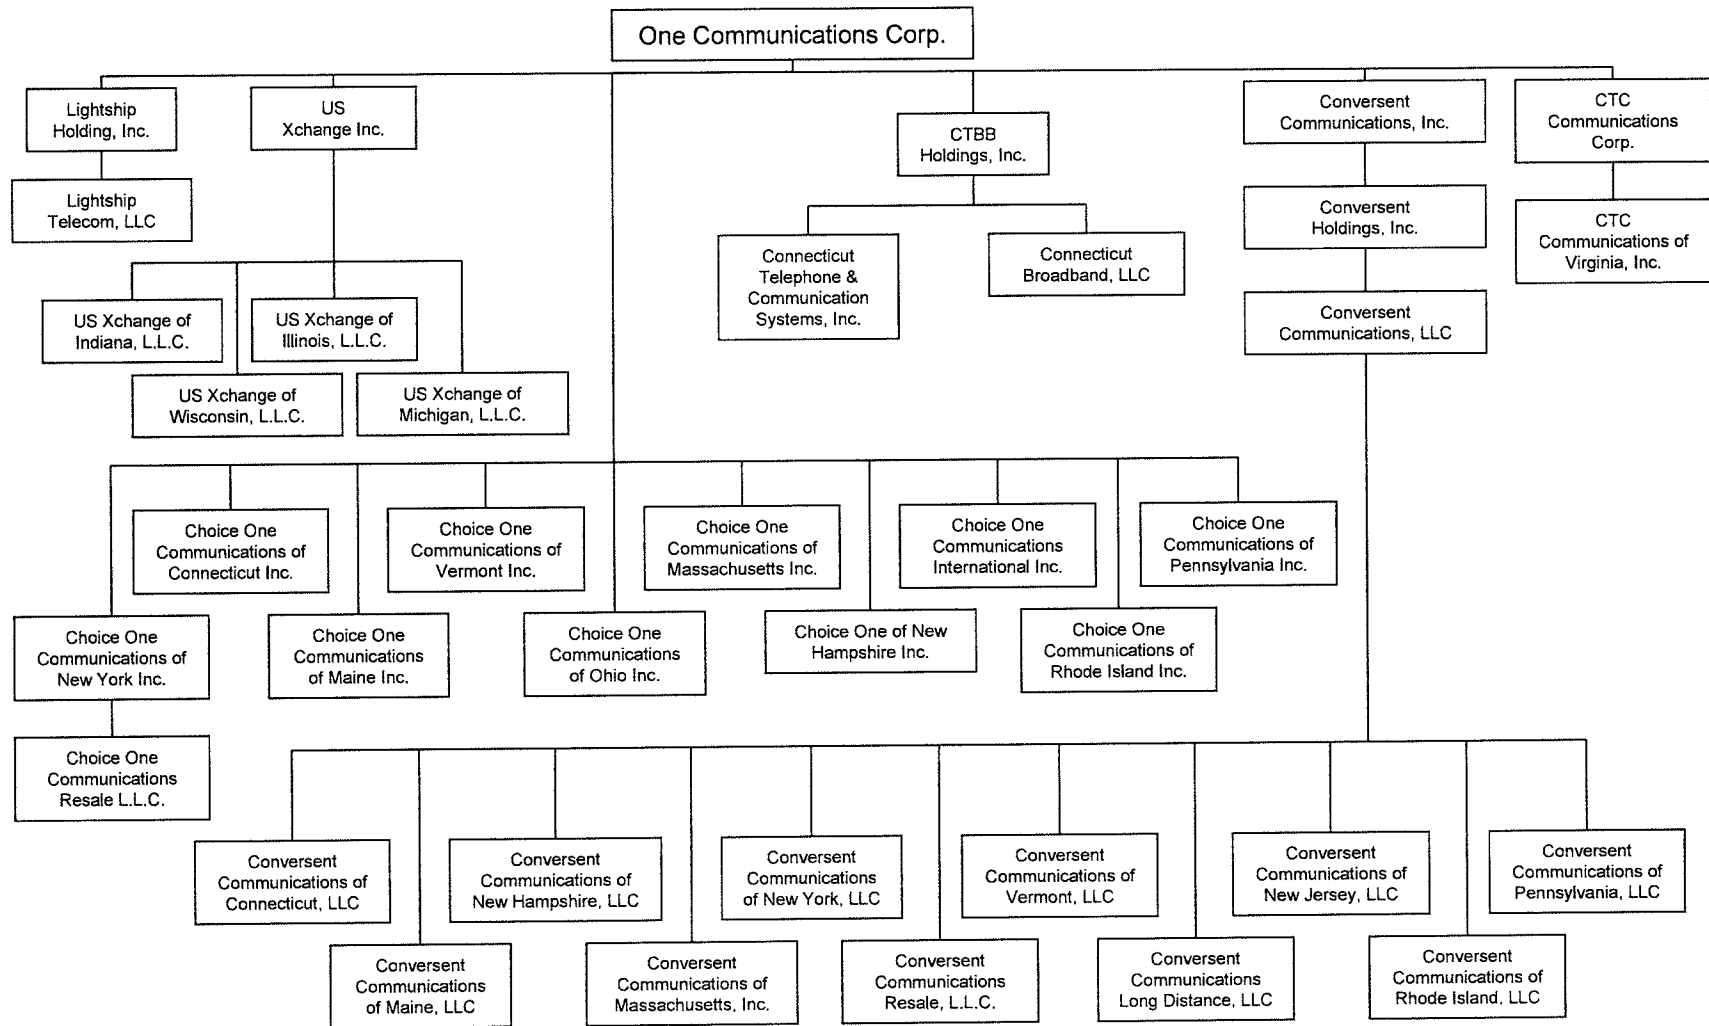 One Communications Corp.
Lightship
Holding, Inc.
US
Xchange Inc.
CTBB
Holdings, Inc.
Conversent
Communications, Inc.
CTC
Communications
Corp.
Lightship
Telecom, LLC
Conversent
Holdings, Inc.
CTC
Communications of
Virginia, Inc.
Connecticut
Telephone &
Communication
Systems, Inc.
Connecticut
Broadband, LLC
Conversent
Communications, LLC
US Xchange of
Indiana, L.L.C.
US Xchange of
Illinois, L.L.C.
US Xchange of
Wisconsin, L.L.C.
US Xchange of
Michigan, L.L.C.
Choice One
Communications of
Connecticut Inc.
Choice One
Communications of
Vermont Inc.
Choice One
Communications of
Massachusetts Inc.
Choice One
Communications
International Inc.
Choice One
Communications of
Pennsylvania Inc.
Choice One
Communications of
New York Inc.
Choice One
Communications
of Maine Inc.
Choice One
Communications
of Ohio Inc.
Choice One of New
Hampshire Inc.
Choice One
Communications of
Rhode Island Inc.
Choice One
Communications
Resale L.L.C.
Conversent
Communications of
Connecticut, LLC
Conversent
Communications of
New Hampshire, LLC
Conversent
Communications
of New York, LLC
Conversent
Communications of
Vermont, LLC
Conversent
Communications of
New Jersey, LLC
Conversent
Communications of
Pennsylvania, LLC
Conversent
Communications
of Maine, LLC
Conversent
Communications of
Massachusetts, Inc.
Conversent
Communications
Resale, L.L.C.
Conversent
Communications
Long Distance, LLC
Conversent
Communications of
Rhode Island, LLC